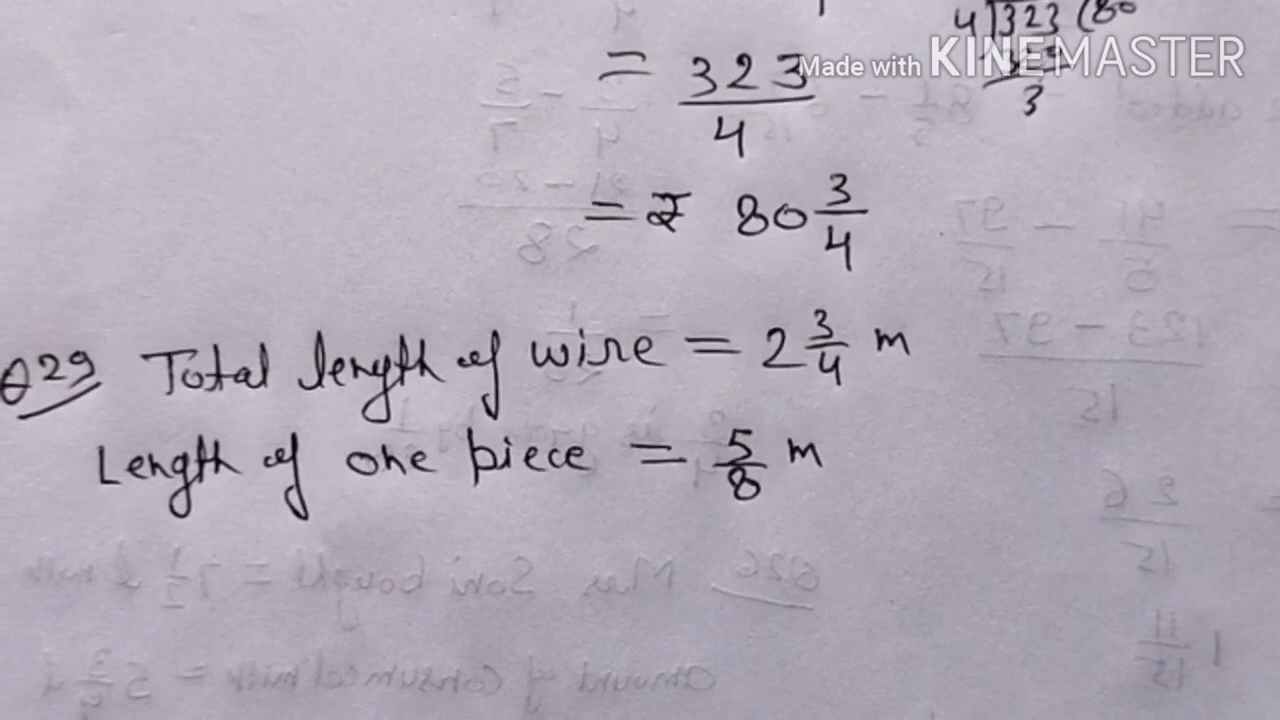 4)323(80
3
= 323/4
Made with KINEMASTER
= ₹ 80 3/4
Q29 Total length of wire = 2 3/4 m
Length of one piece = 5/8 m